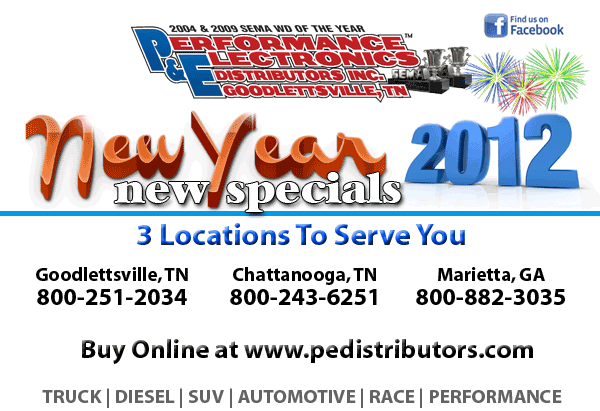 2004 & 2009 SEMA WD OF THE YEAR
Find us on
Facebook
PERFORMANCE
& ELECTRONICS
DISTRIBUTORS INC.
GOODLETTSVILLE, TN
SEMA
New Year
2012
new specials
3 Locations To Serve You
Goodlettsville, TN Chattanooga, TN Marietta, GA
800-251-2034 800-243-6251 800-882-3035
Buy Online at www.pedistributors.com
TRUCK | DIESEL | SUV | AUTOMOTIVE | RACE | PERFORMANCE